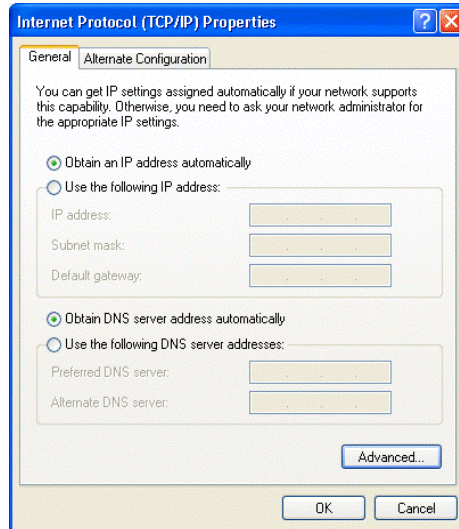 Internet Protocol (TCP/IP) Properties
General
Alternate Configuration
You can get IP settings assigned automatically if your network supports
this capability. Otherwise, you need to ask your network administrator for
the appropriate IP settings.
Obtain an IP address automatically
Use the following IP address:
IP address:
Subnet mask:
Default gateway:
Obtain DNS server address automatically
Use the following DNS server addresses:
Preferred DNS server:
Alternate DNS server:
Advanced...
OK
Cancel